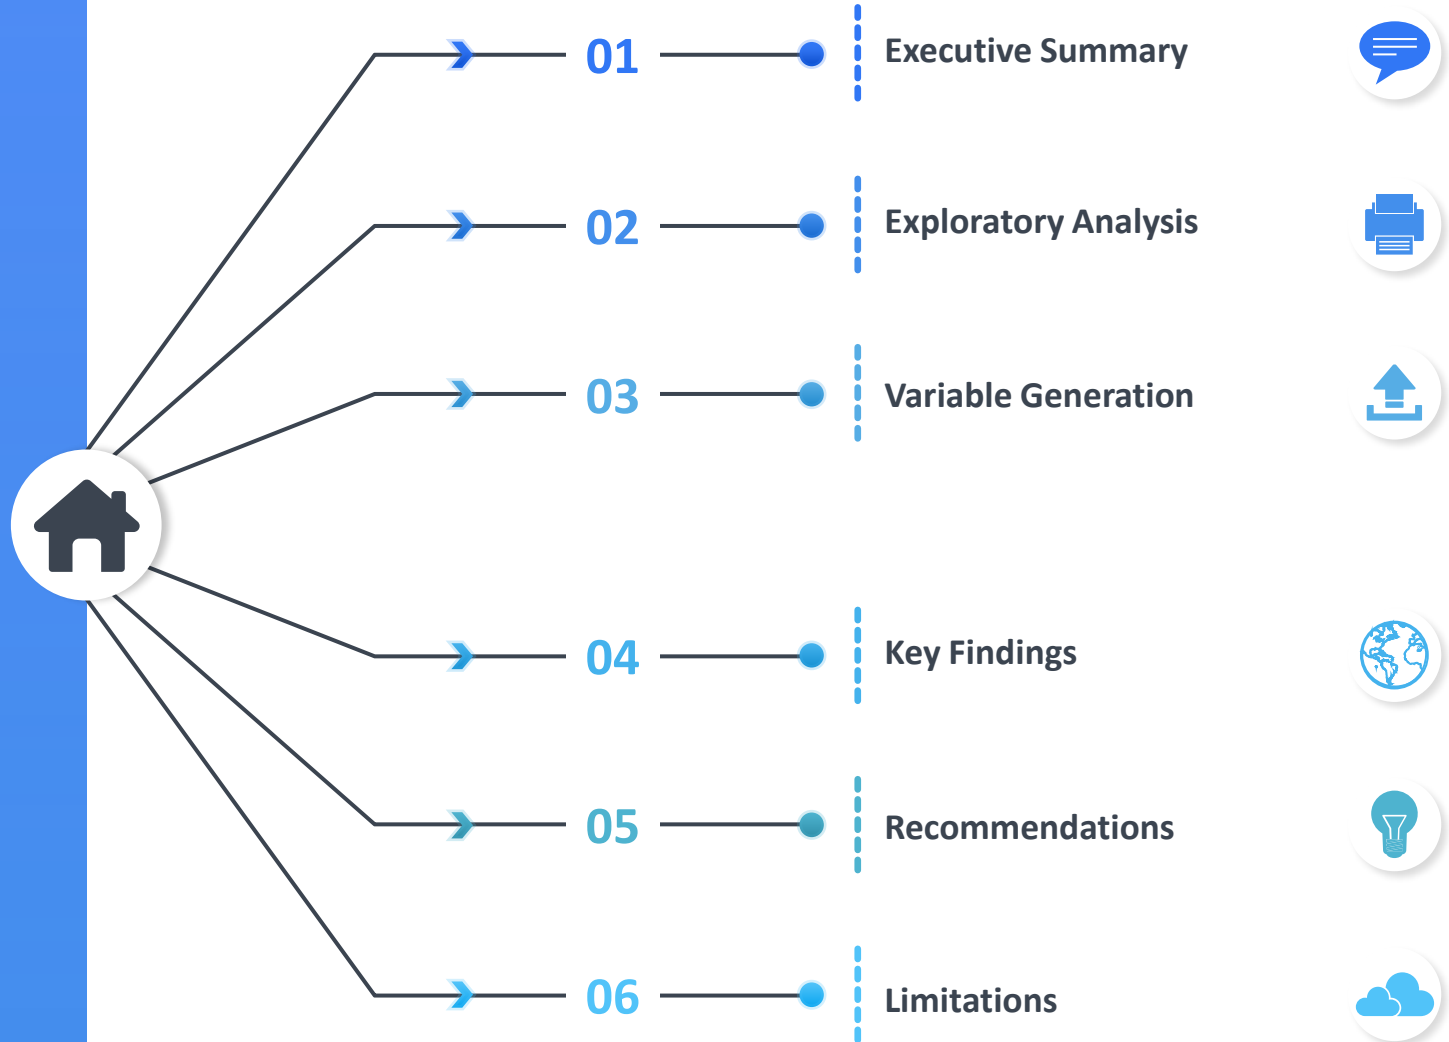 01 Executive Summary
02 Exploratory Analysis
03 Variable Generation
04 Key Findings
05 Recommendations
06 Limitations